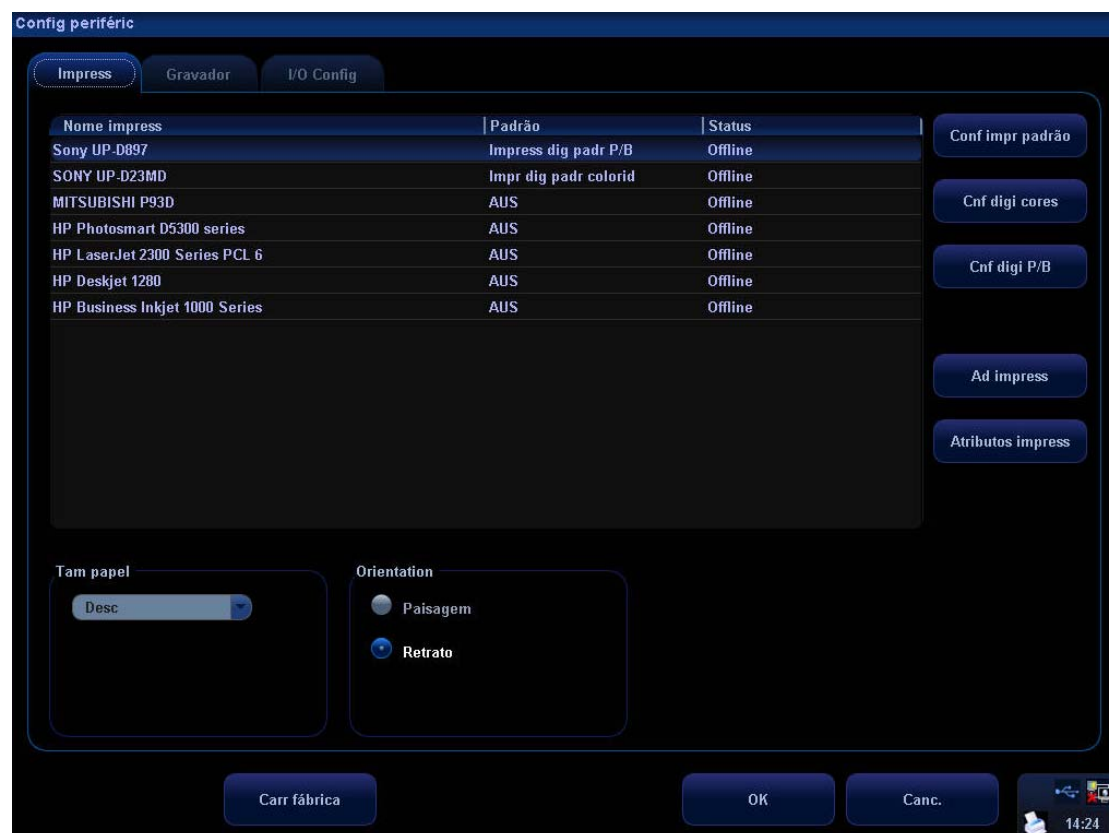 Config periféric
Impress Gravador I/O Config
Nome impress Padrão Status
Sony UP-D897 Impress dig padr P/B Offline
SONY UP-D23MD Impr dig padr colorid Offline
MITSUBISHI P93D AUS Offline
HP Photosmart D5300 series AUS Offline
HP LaserJet 2300 Series PCL 6 AUS Offline
HP Deskjet 1280 AUS Offline
HP Business Inkjet 1000 Series AUS Offline
Conf impr padrão
Cnf digi cores
Cnf digi P/B
Ad impress
Atributos impress
Tam papel
Desc
Orientation
Paisagem
Retrato
Carr fábrica OK Canc.
14:24